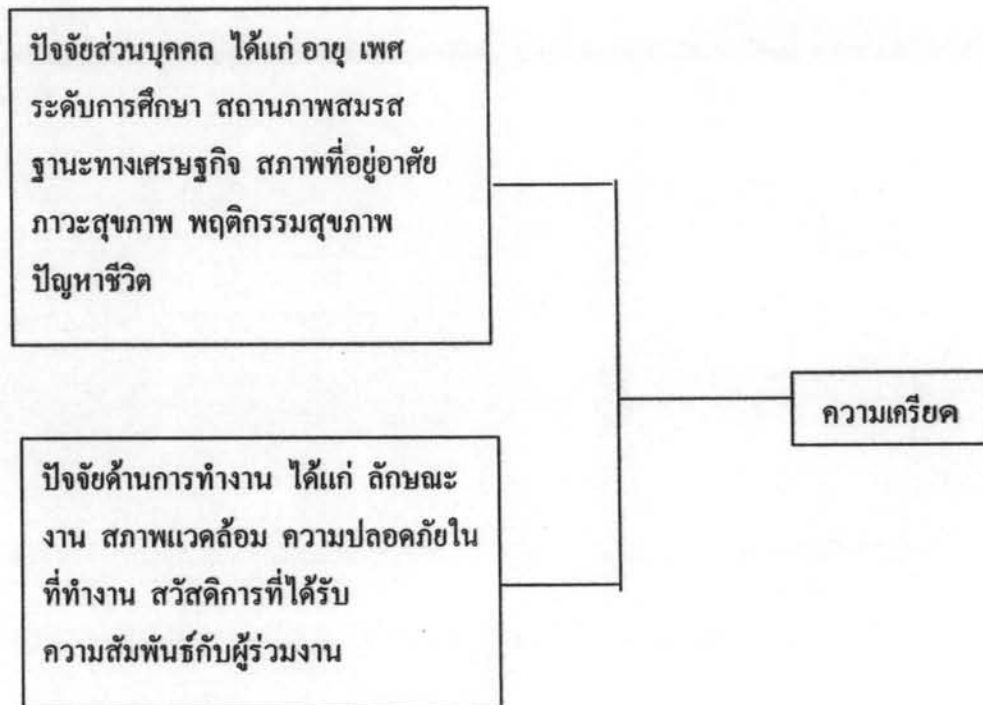 ปัจจัยส่วนบุคคล ได้แก่ อายุ เพศ
ระดับการศึกษา สถานภาพสมรส
ฐานะทางเศรษฐกิจ สภาพที่อยู่อาศัย
ภาวะสุขภาพ พฤติกรรมสุขภาพ
ปัญหาชีวิต
ความเครียด
ปัจจัยด้านการทำงาน ได้แก่ ลักษณะ
งาน สภาพแวดล้อม ความปลอดภัยใน
ที่ทำงาน สวัสดิการที่ได้รับ
ความสัมพันธ์กับผู้ร่วมงาน